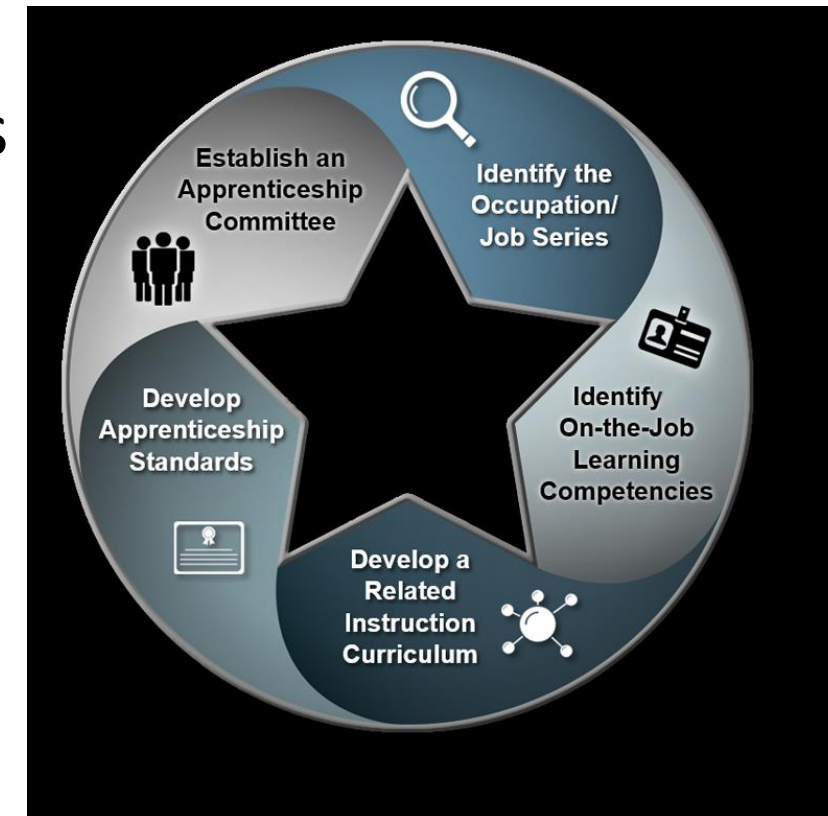 s
Establish an
Apprenticeship
Committee
Identify the
Occupation/
Job Series
Identify
On-the-Job
Learning
Competencies
Develop a
Related
Instruction
Curriculum
Develop
Apprenticeship
Standards